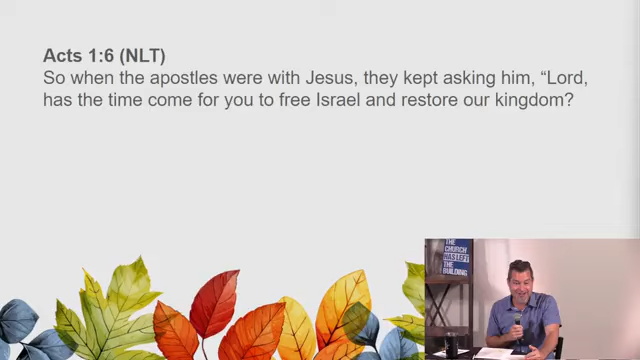 Acts 1:6 (NLT)
So when the apostles were with Jesus, they kept asking him, “Lord,
has the time come for you to free Israel and restore our kingdom?
THE
CHURCH
HAS LEFT
THE
BUILDING